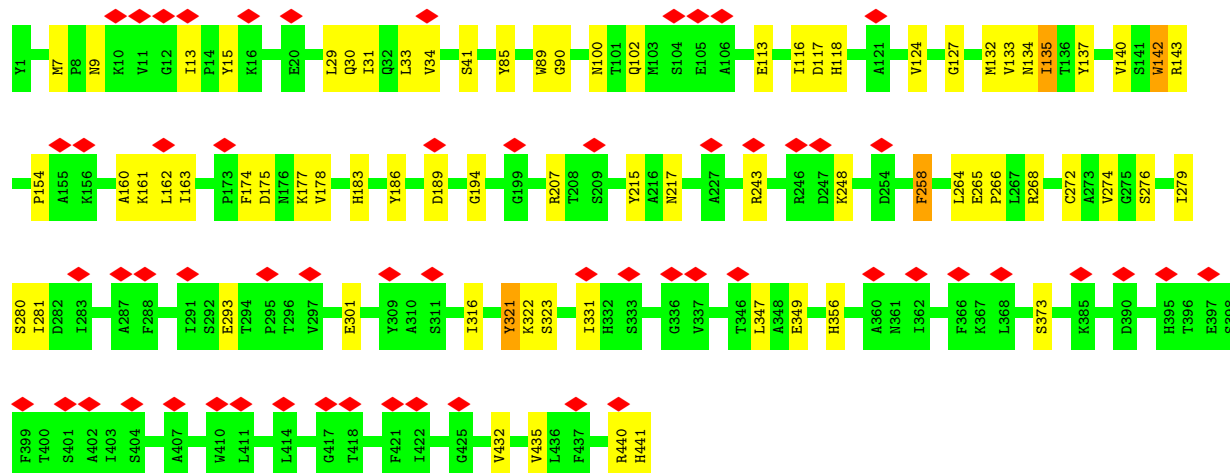 Y1 M7 P8 N9 K10 V11 G12 I13 P14 Y15 K16 E20 L29 Q30 I31 Q32 L33 V34 S41 Y85 W89 G90 N100 T101 Q102 M103 S104 E105 A106 E113 I116 D117 H118 A121 V124 G127 M132 V133 N134 I135 T136 Y137 V140 S141 W142 R143
P154 A155 K156 A160 K161 L162 I163 P173 F174 D175 N176 K177 V178 H183 Y186 D189 G194 G199 R207 T208 S209 Y215 A216 N217 A227 R243 R246 D247 K248 D254 F258 L264 E265 P266 L267 R268 C272 A273 V274 G275 S276 I279
S280 I281 D282 I283 A287 F288 I291 S292 E293 T294 P295 T296 V297 E301 Y309 A310 S311 I316 Y321 K322 S323 I331 H332 S333 G336 V337 T346 L347 A348 E349 H356 A360 N361 I362 F366 K367 L368 S373 K385 D390 H395 T396 E397 S398
F399 T400 S401 A402 I403 S404 A407 W410 L411 L414 G417 T418 F421 I422 G425 V432 V435 L436 F437 R440 H441